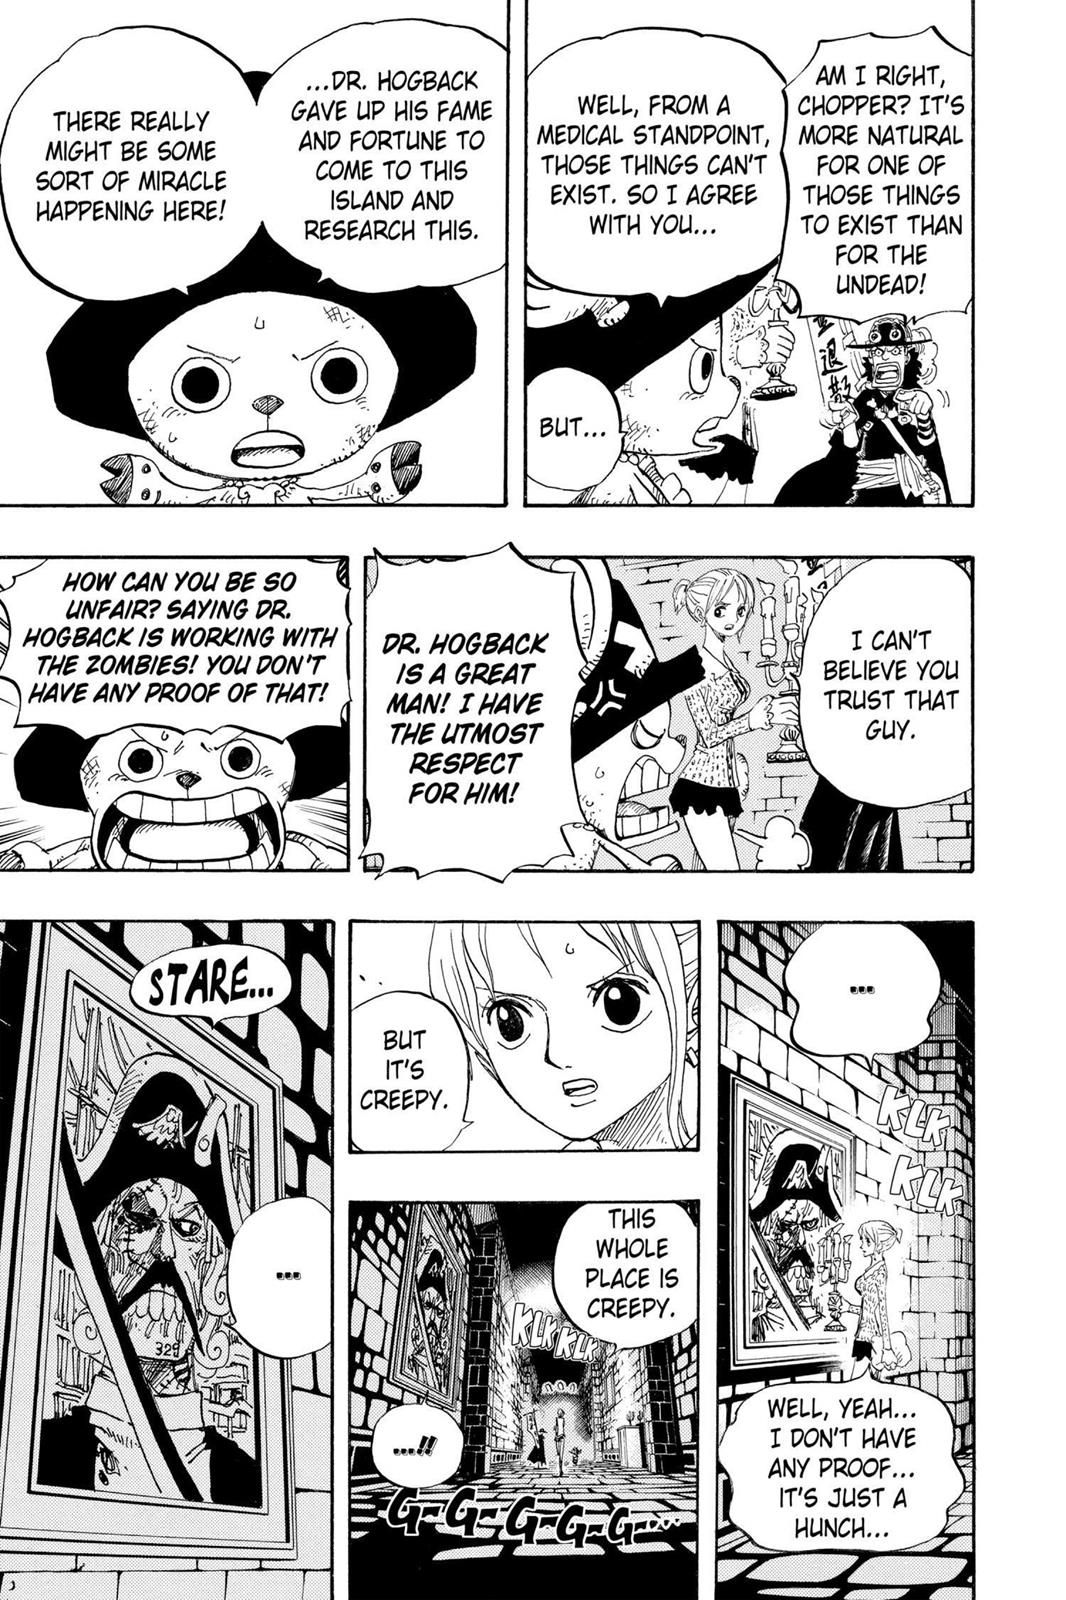 AM I RIGHT,
CHOPPER? IT'S
MORE NATURAL
FOR ONE OF
THOSE THINGS
TO EXIST THAN
FOR THE
UNDEAD!
WELL, FROM A
MEDICAL STANDPOINT,
THOSE THINGS CAN'T
EXIST. SO I AGREE
WITH YOU...
BUT...
退散
...DR. HOGBACK
GAVE UP HIS FAME
AND FORTUNE TO
COME TO THIS
ISLAND AND
RESEARCH THIS.
THERE REALLY
MIGHT BE SOME
SORT OF MIRACLE
HAPPENING HERE!
I CAN'T
BELIEVE YOU
TRUST THAT
GUY.
DR. HOGBACK
IS A GREAT
MAN! I HAVE
THE UTMOST
RESPECT
FOR HIM!
HOW CAN YOU BE SO
UNFAIR? SAYING DR.
HOGBACK IS WORKING WITH
THE ZOMBIES! YOU DON'T
HAVE ANY PROOF OF THAT!
...
KLK
KLK
KLK
KLK
WELL, YEAH...
I DON'T HAVE
ANY PROOF...
IT'S JUST A
HUNCH...
BUT
IT'S
CREEPY.
THIS
WHOLE
PLACE IS
CREEPY.
KLK KLK
...!!
G-G-G-G-G-...
STARE...
...
329